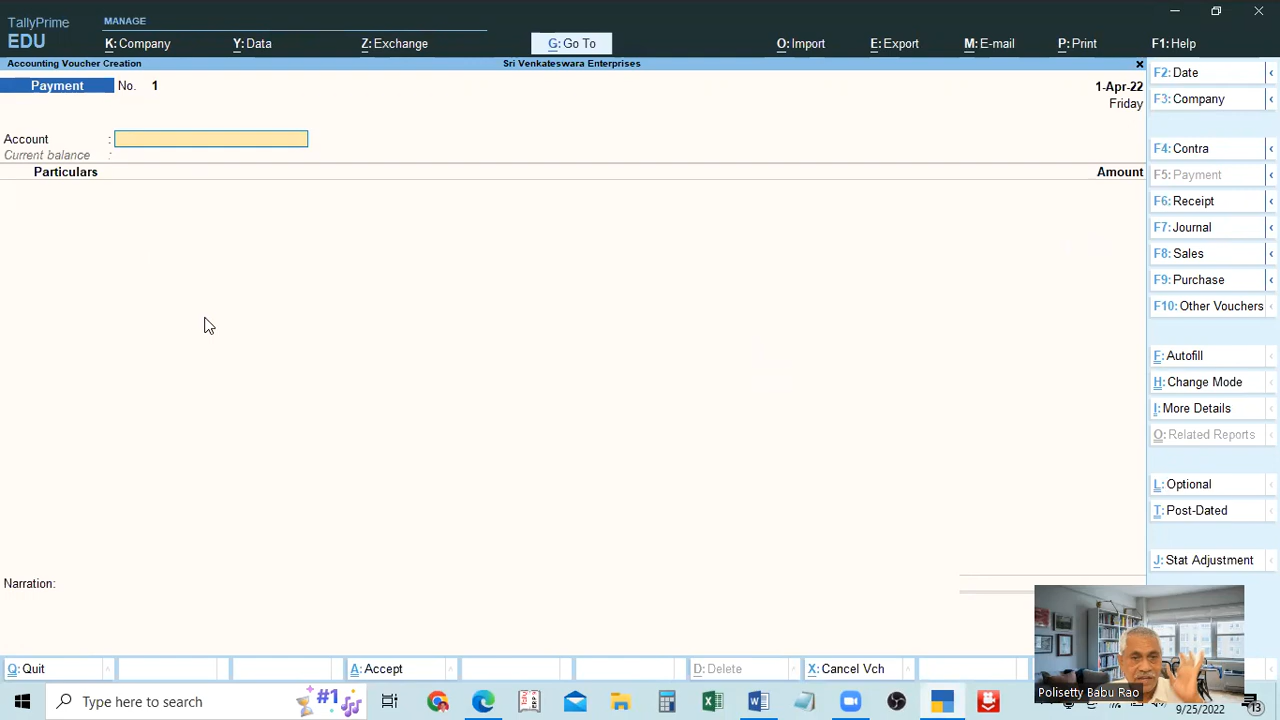 TallyPrime
EDU
MANAGE
K: Company
Y: Data
Z: Exchange
G: Go To
O: Import
E: Export
M: E-mail
P: Print
F1: Help
Accounting Voucher Creation
Sri Venkateswara Enterprises
Payment No. 1
1-Apr-22
Friday
Account :
Current balance :
Particulars
Amount
Narration:
F2: Date
F3: Company
F4: Contra
F5: Payment
F6: Receipt
F7: Journal
F8: Sales
F9: Purchase
F10: Other Vouchers
F: Autofill
H: Change Mode
I: More Details
O: Related Reports
L: Optional
T: Post-Dated
J: Stat Adjustment
Q: Quit
A: Accept
D: Delete
X: Cancel Vch
Polisetty Babu Rao
Type here to search
#1
9/25/2022
13